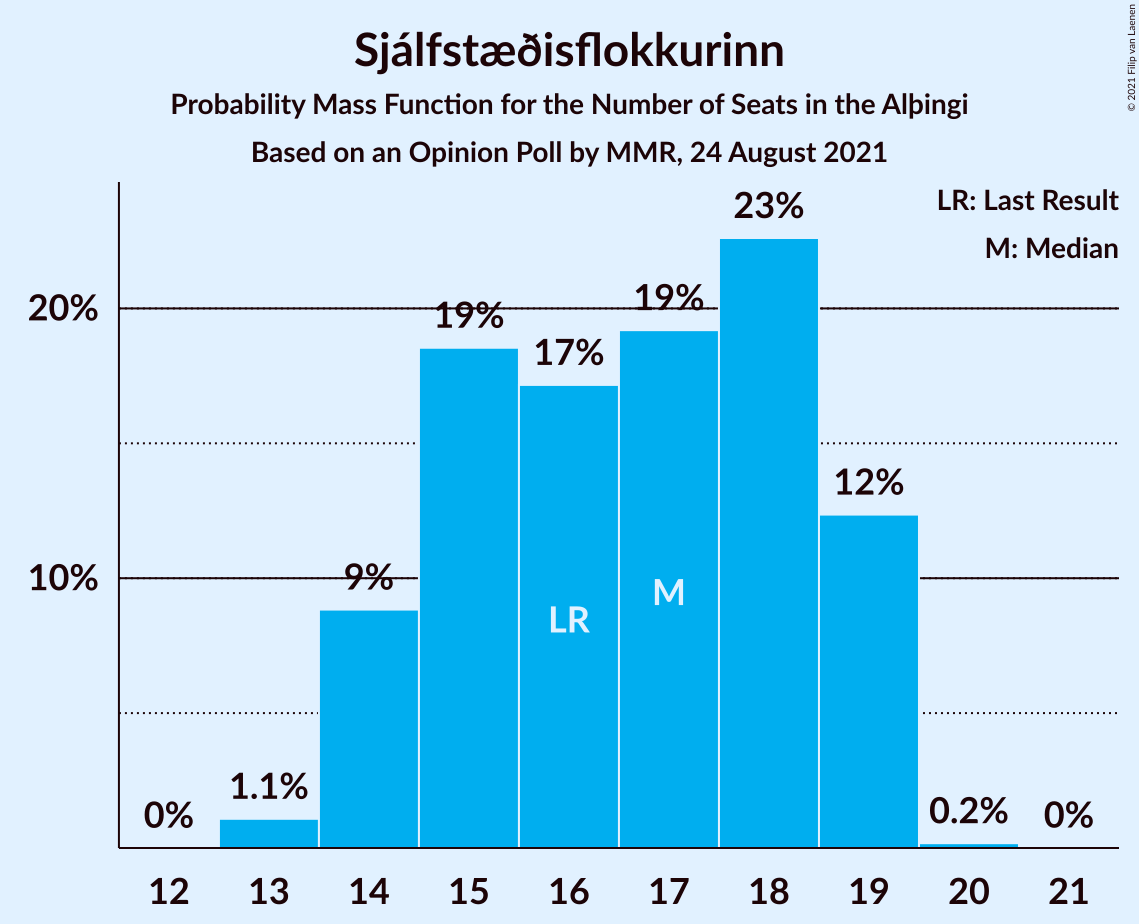 Sjálfstæðisflokkurinn
Probability Mass Function for the Number of Seats in the Alþingi
Based on an Opinion Poll by MMR, 24 August 2021
© 2021 Filip van Laenen
LR: Last Result
M: Median
20%
10%
0%
1.1%
9%
19%
17%
19%
23%
12%
0.2%
0%
LR
M
12 13 14 15 16 17 18 19 20 21